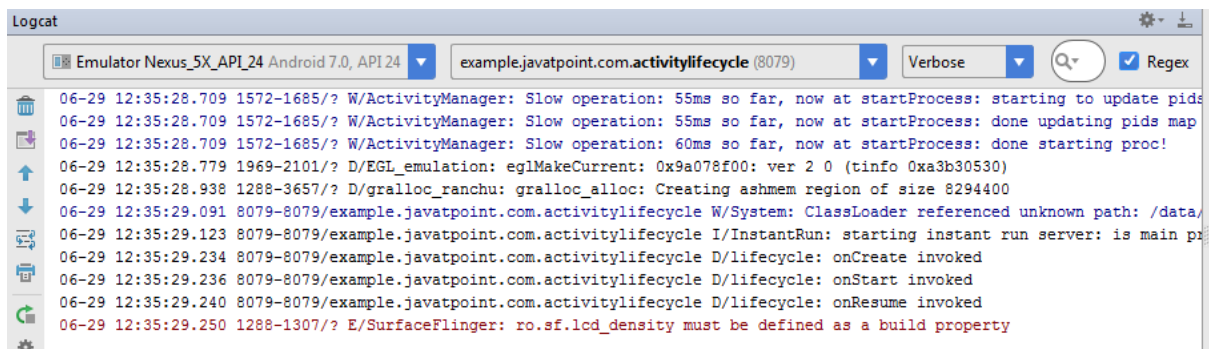 Logcat
Emulator Nexus_5X_API_24 Android 7.0, API 24 example.javatpoint.com.activitylifecycle (8079) Verbose Regex
06-29 12:35:28.709 1572-1685/? W/ActivityManager: Slow operation: 55ms so far, now at startProcess: starting to update pids
06-29 12:35:28.709 1572-1685/? W/ActivityManager: Slow operation: 55ms so far, now at startProcess: done updating pids map
06-29 12:35:28.709 1572-1685/? W/ActivityManager: Slow operation: 60ms so far, now at startProcess: done starting proc!
06-29 12:35:28.779 1969-2101/? D/EGL_emulation: eglMakeCurrent: 0x9a078f00: ver 2 0 (tinfo 0xa3b30530)
06-29 12:35:28.938 1288-3657/? D/gralloc_ranchu: gralloc_alloc: Creating ashmem region of size 8294400
06-29 12:35:29.091 8079-8079/example.javatpoint.com.activitylifecycle W/System: ClassLoader referenced unknown path: /data/
06-29 12:35:29.123 8079-8079/example.javatpoint.com.activitylifecycle I/InstantRun: starting instant run server: is main pr
06-29 12:35:29.234 8079-8079/example.javatpoint.com.activitylifecycle D/lifecycle: onCreate invoked
06-29 12:35:29.236 8079-8079/example.javatpoint.com.activitylifecycle D/lifecycle: onStart invoked
06-29 12:35:29.240 8079-8079/example.javatpoint.com.activitylifecycle D/lifecycle: onResume invoked
06-29 12:35:29.250 1288-1307/? E/SurfaceFlinger: ro.sf.lcd_density must be defined as a build property